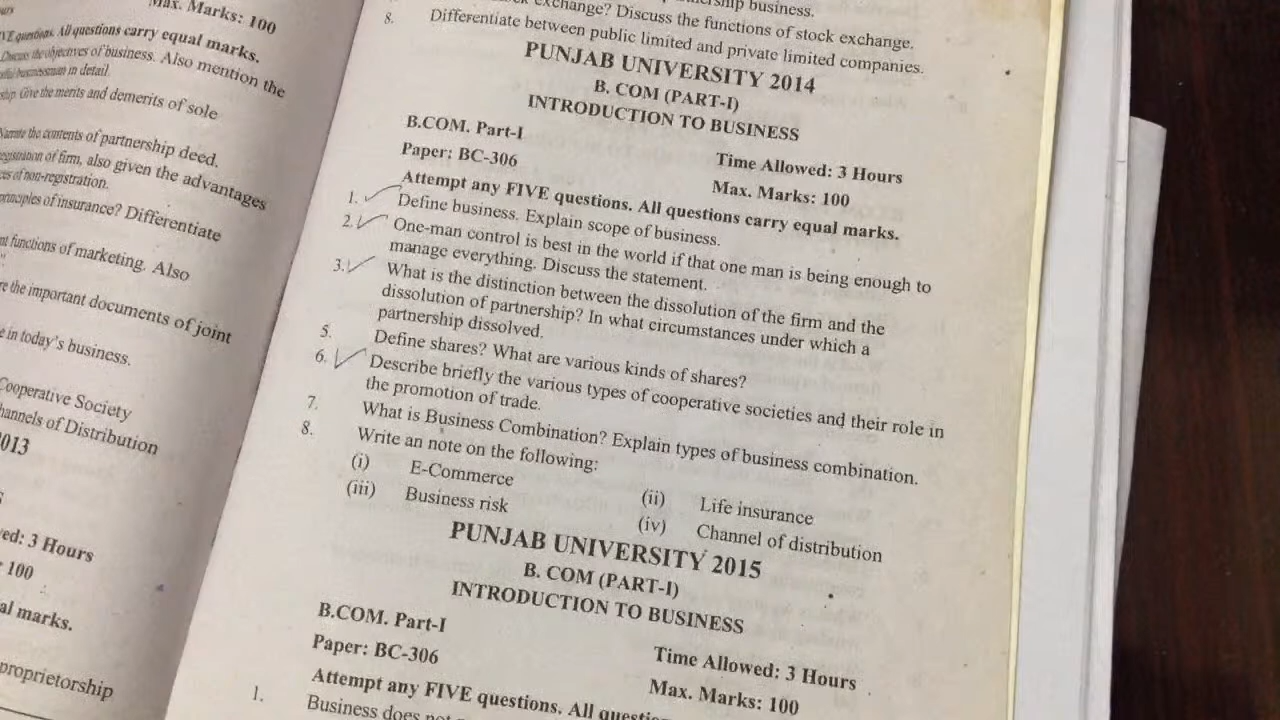 Max. Marks: 100
questions. All questions carry equal marks.
Discuss the objectives of business. Also mention the
businessman in detail.
Give the merits and demerits of sole
Narrate the contents of partnership deed.
registration of firm, also given the advantages
of non-registration.
principles of insurance? Differentiate
functions of marketing. Also
the important documents of joint
in today's business.
Cooperative Society
Channels of Distribution
2013
3 Hours
100
marks.
proprietorship
business.
exchange? Discuss the functions of stock exchange.
8. Differentiate between public limited and private limited companies.
PUNJAB UNIVERSITY 2014
B. COM (PART-I)
INTRODUCTION TO BUSINESS
B.COM. Part-I
Paper: BC-306 Time Allowed: 3 Hours
Max. Marks: 100
Attempt any FIVE questions. All questions carry equal marks.
1. Define business. Explain scope of business.
2. One-man control is best in the world if that one man is being enough to
manage everything. Discuss the statement.
3. What is the distinction between the dissolution of the firm and the
dissolution of partnership? In what circumstances under which a
partnership dissolved.
5. Define shares? What are various kinds of shares?
6. Describe briefly the various types of cooperative societies and their role in
the promotion of trade.
7. What is Business Combination? Explain types of business combination.
8. Write an note on the following:
(i) E-Commerce (ii) Life insurance
(iii) Business risk (iv) Channel of distribution
PUNJAB UNIVERSITY 2015
B. COM (PART-I)
INTRODUCTION TO BUSINESS
B.COM. Part-I
Paper: BC-306 Time Allowed: 3 Hours
Max. Marks: 100
Attempt any FIVE questions. All
1. Business does